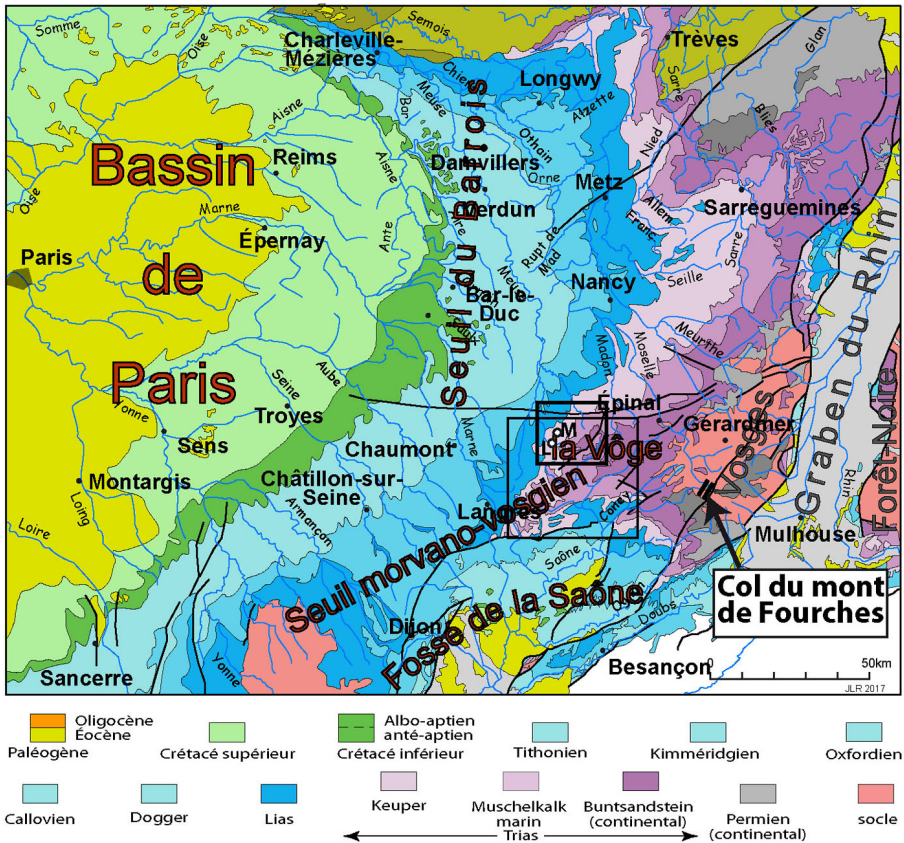 Somme
Oise
Semois
Charleville-
Mézières
Trèves
Glan
Chiers
Longwy
Sarre
Bar
Meuse
Alzette
Blies
Aisne
Othain
Nied
Bassin
Reims
Aisne
Damvillers
Orne
Metz
Oise
Marne
Verdun
Allem
Franç.
Sarreguemines
Seuil du Barrois
Épernay
Ante
Rupt de
Mad
Sarre
Paris
de
Bar-le-
Duc
Nancy
Seille
Meurthe
Moselle
Madon
Graben du Rhin
Paris
Aube
Seine
Troyes
Yonne
Sens
Marne
Épinal
Gérardmer
M
la Vôge
Vosges
Forêt-Noire
Chaumont
Montargis
Loing
Châtillon-sur-
Seine
Armançon
Langres
Coney
Rhin
Loire
Mulhouse
Saône
Seuil morvano-vosgien
Fosse de la Saône
Doubs
Col du mont
de Fourches
Dijon
Yonne
Sancerre
Besançon
0
50km
JLR 2017
Oligocène
Éocène
Paléogène
Crétacé supérieur
Albo-aptien
anté-aptien
Crétacé inférieur
Tithonien
Kimméridgien
Oxfordien
Callovien
Dogger
Lias
Keuper
Muschelkalk
marin
Buntsandstein
(continental)
Trias
Permien
(continental)
socle